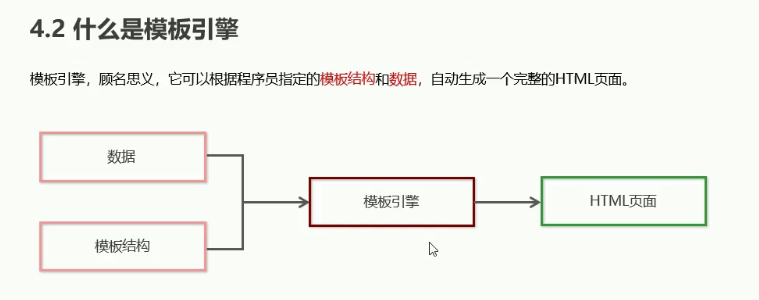 4.2 什么是模板引擎
模板引擎，顾名思义，它可以根据程序员指定的模板结构和数据，自动生成一个完整的HTML页面。
数据
模板引擎
HTML页面
模板结构